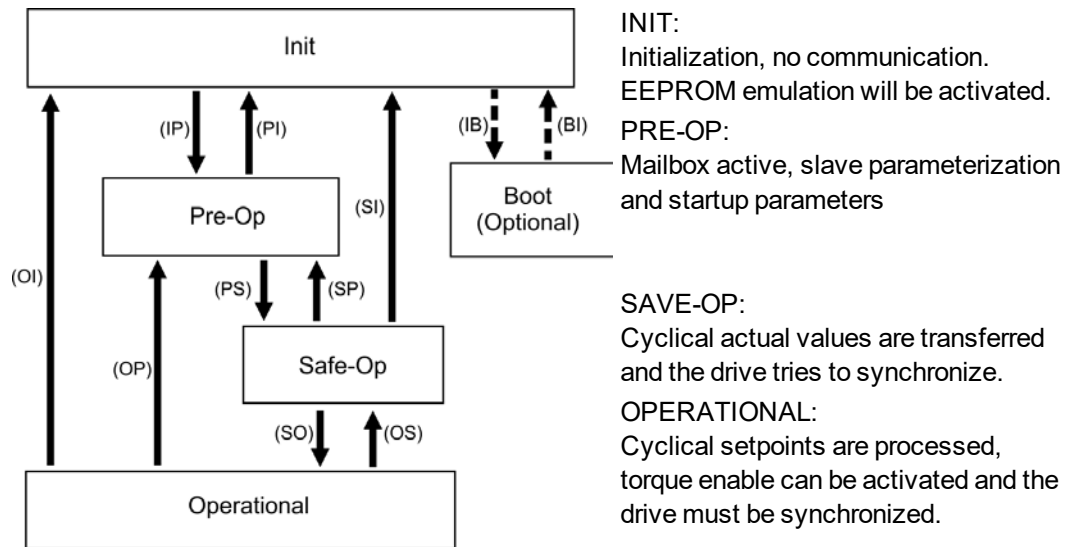 Init
(IP)
(PI)
(IB)
(BI)
Pre-Op
(SI)
Boot
(Optional)
(OI)
(PS)
(SP)
(OP)
Safe-Op
(SO)
(OS)
Operational
INIT:
Initialization, no communication.
EEPROM emulation will be activated.
PRE-OP:
Mailbox active, slave parameterization
and startup parameters
SAVE-OP:
Cyclical actual values are transferred
and the drive tries to synchronize.
OPERATIONAL:
Cyclical setpoints are processed,
torque enable can be activated and the
drive must be synchronized.